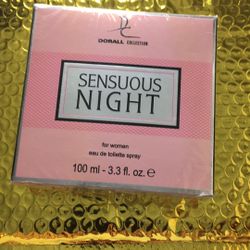 DC
DORALL COLLECTION
SENSUOUS
NIGHT
for women
eau de toilette spray
100 ml - 3.3 fl. oz. e